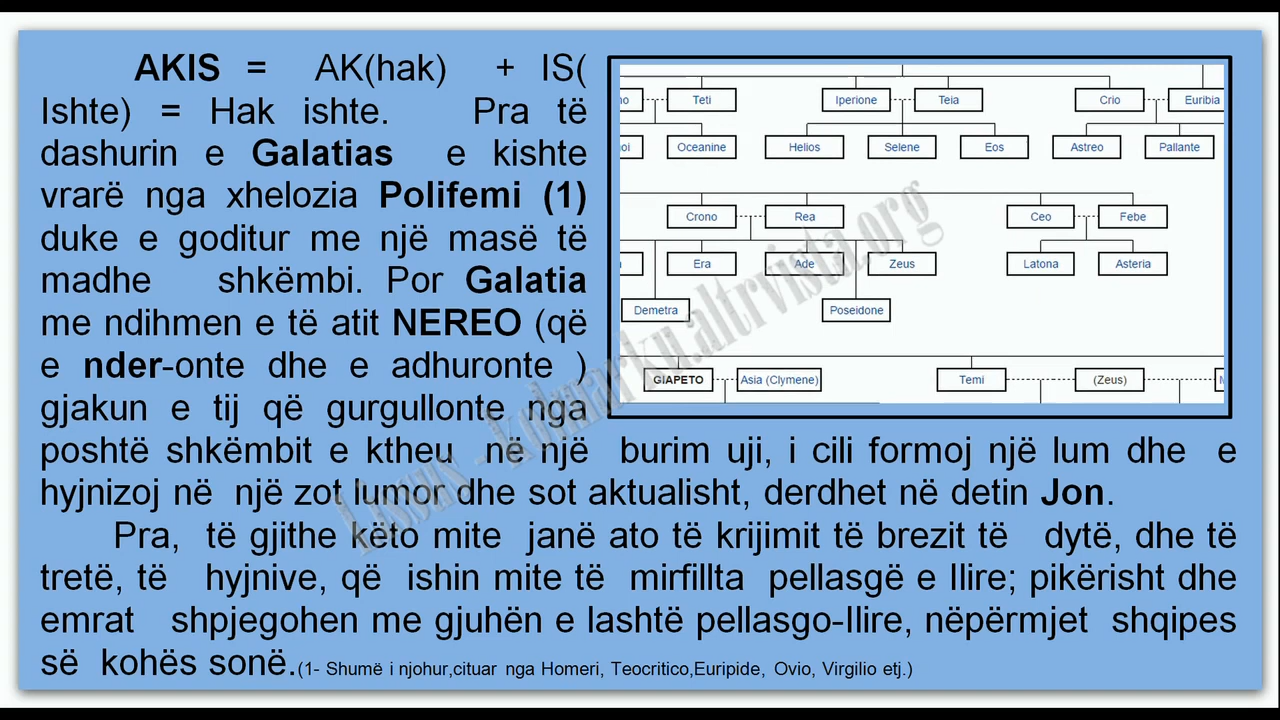 AKIS = AK(hak) + IS(
Ishte) = Hak ishte. Pra të
dashurin e Galatias e kishte
vrarë nga xhelozia Polifemi (1)
duke e goditur me një masë të
madhe shkëmbi. Por Galatia
me ndihmen e të atit NEREO (që
e nder-onte dhe e adhuronte )
gjakun e tij që gurgullonte nga
poshtë shkëmbit e ktheu në një burim uji, i cili formoj një lum dhe e
hyjnizoj në një zot lumor dhe sot aktualisht, derdhet në detin Jon.
Pra, të gjithe këto mite janë ato të krijimit të brezit të dytë, dhe të
tretë, të hyjnive, që ishin mite të mirfillta pellasgë e Ilire; pikërisht dhe
emrat shpjegohen me gjuhën e lashtë pellasgo-Ilire, nëpërmjet shqipes
së kohës sonë.(1- Shumë i njohur,cituar nga Homeri, Teocritico,Euripide, Ovio, Virgilio etj.)
Teti Iperione Teia Crio Euribia
Oceanine Helios Selene Eos Astreo Pallante
Crono Rea Ceo Febe
Era Ade Zeus Latona Asteria
Demetra Poseidone
GIAPETO Asia (Clymene) Temi (Zeus)